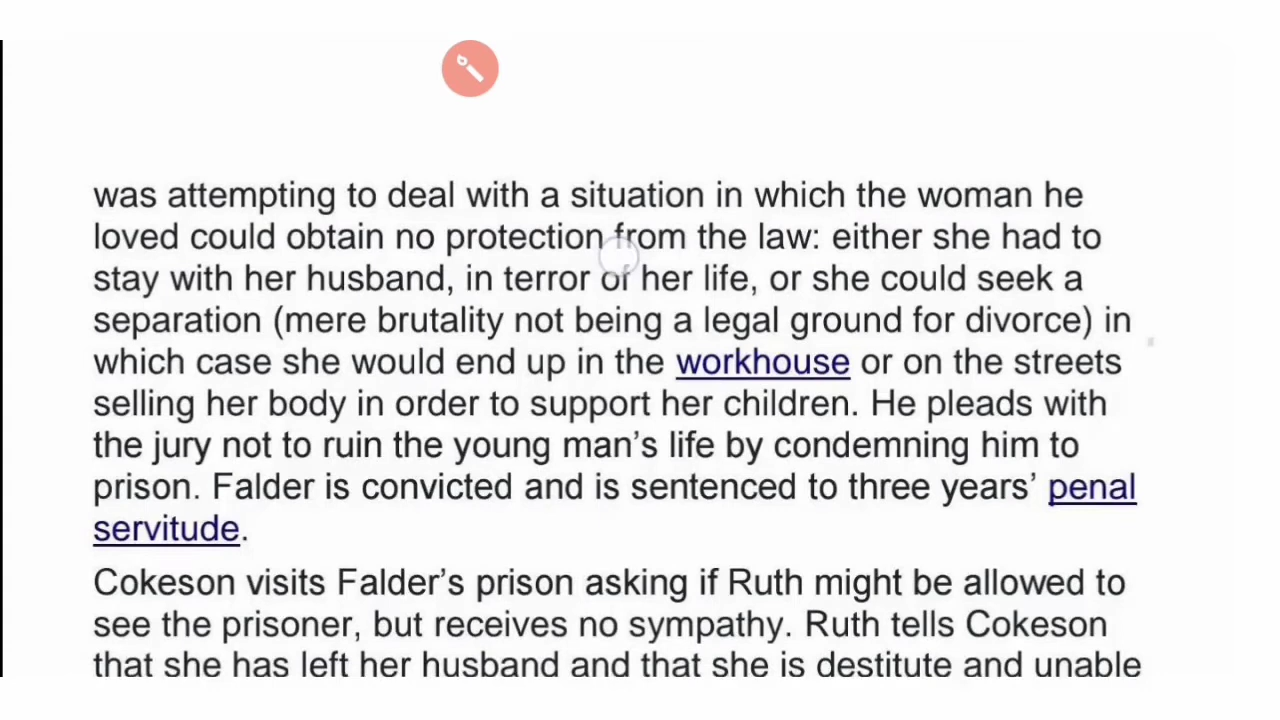 was attempting to deal with a situation in which the woman he
loved could obtain no protection from the law: either she had to
stay with her husband, in terror of her life, or she could seek a
separation (mere brutality not being a legal ground for divorce) in
which case she would end up in the workhouse or on the streets
selling her body in order to support her children. He pleads with
the jury not to ruin the young man’s life by condemning him to
prison. Falder is convicted and is sentenced to three years’ penal
servitude.
Cokeson visits Falder’s prison asking if Ruth might be allowed to
see the prisoner, but receives no sympathy. Ruth tells Cokeson
that she has left her husband and that she is destitute and unable